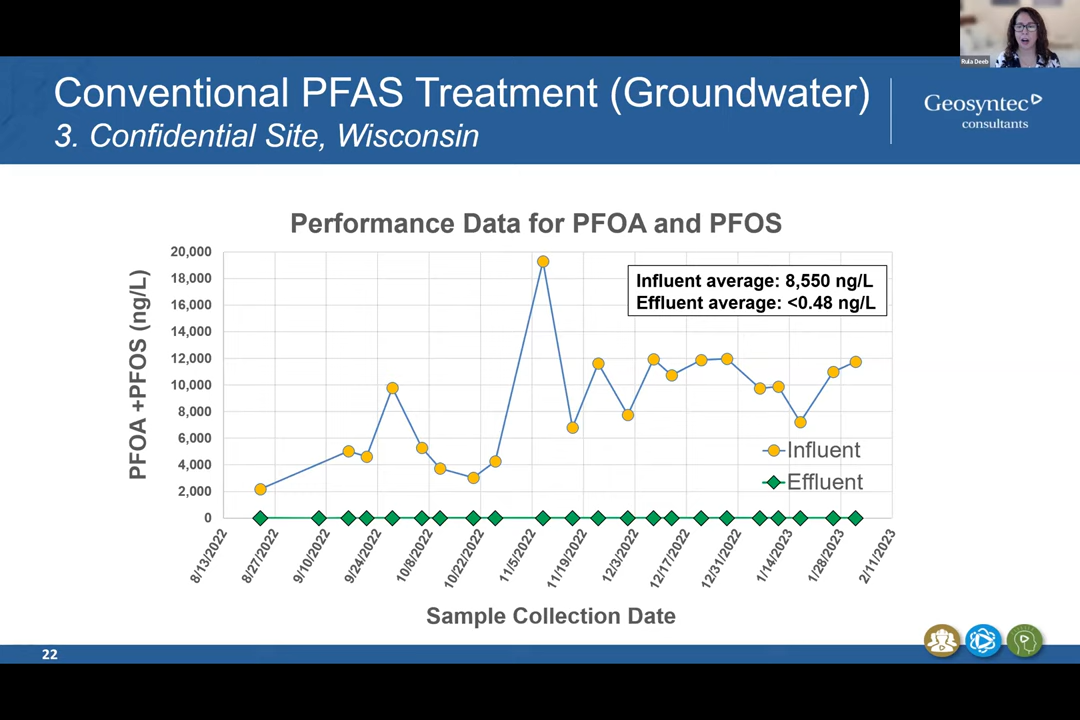 Rula Deeb
Conventional PFAS Treatment (Groundwater)
3. Confidential Site, Wisconsin
Geosyntec
consultants
Performance Data for PFOA and PFOS
PFOA +PFOS (ng/L)
20,000
18,000
16,000
14,000
12,000
10,000
8,000
6,000
4,000
2,000
0
Influent average: 8,550 ng/L
Effluent average: <0.48 ng/L
Influent
Effluent
8/13/2022
8/27/2022
9/10/2022
9/24/2022
10/8/2022
10/22/2022
11/5/2022
11/19/2022
12/3/2022
12/17/2022
12/31/2022
1/14/2023
1/28/2023
2/11/2023
Sample Collection Date
22